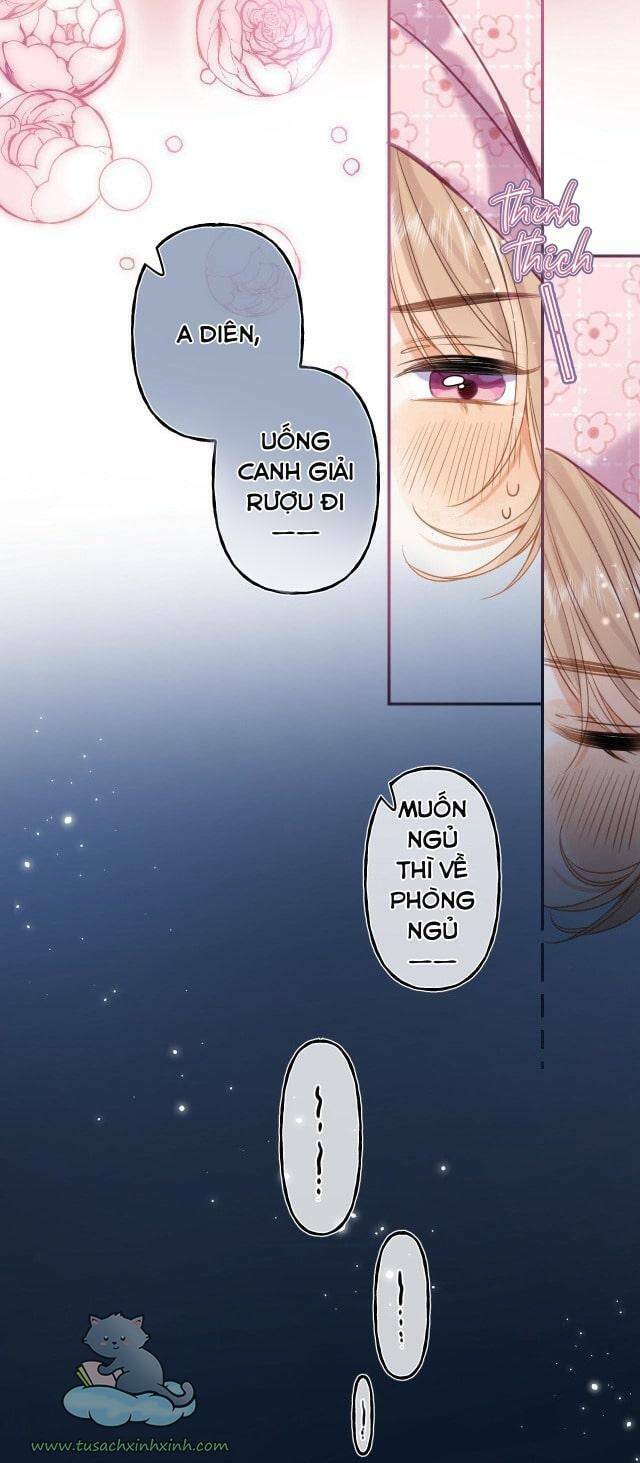 thình
thịch
A DIÊN,
UỐNG
CANH GIẢI
RƯỢU ĐI
——
MUỐN
NGỦ
THÌ VỀ
PHÒNG
NGỦ
——
www.tusachxinhxinh.com